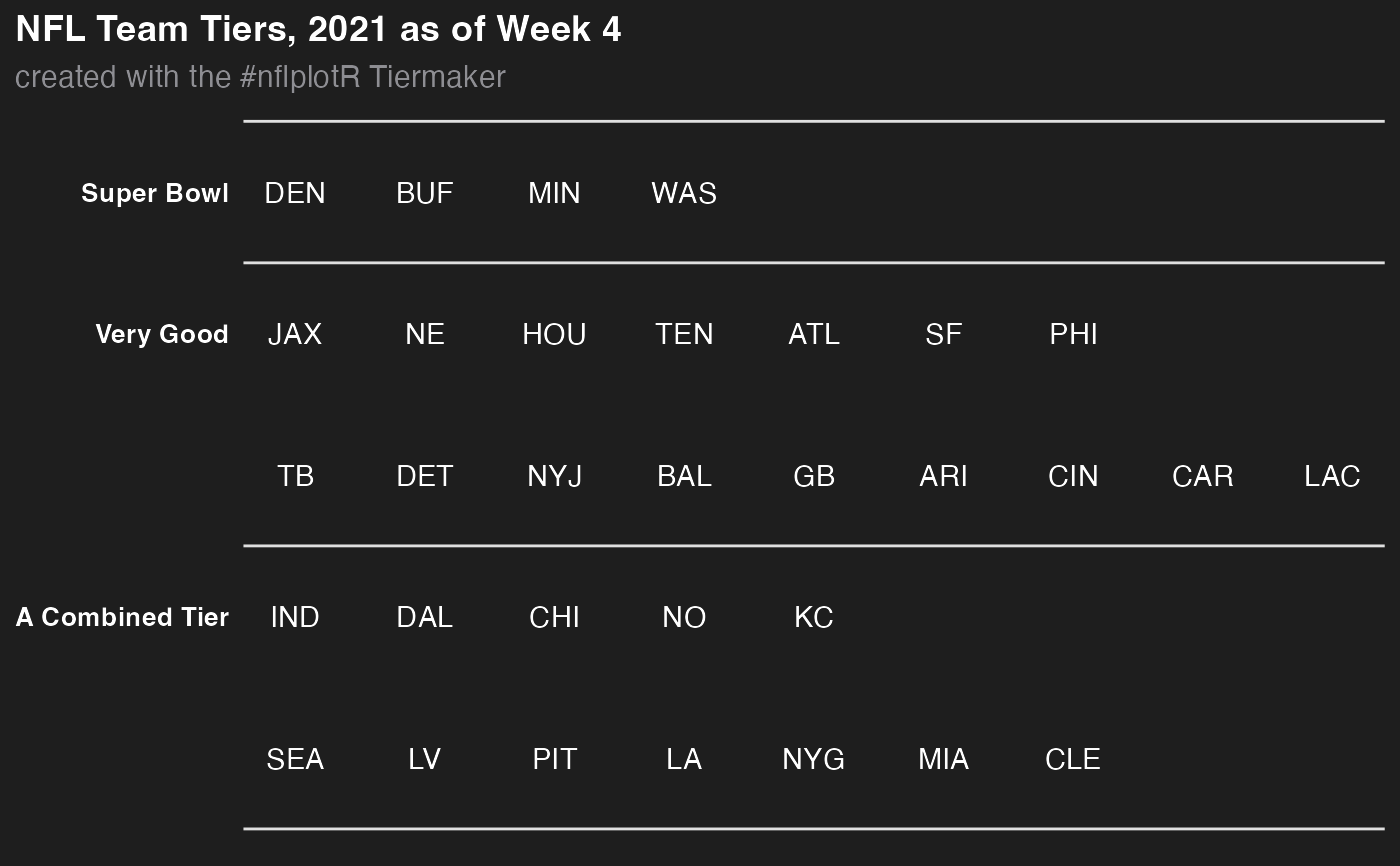 NFL Team Tiers, 2021 as of Week 4
created with the #nflplotR Tiermaker
Super Bowl DEN BUF MIN WAS
Very Good JAX NE HOU TEN ATL SF PHI
TB DET NYJ BAL GB ARI CIN CAR LAC
A Combined Tier IND DAL CHI NO KC
SEA LV PIT LA NYG MIA CLE